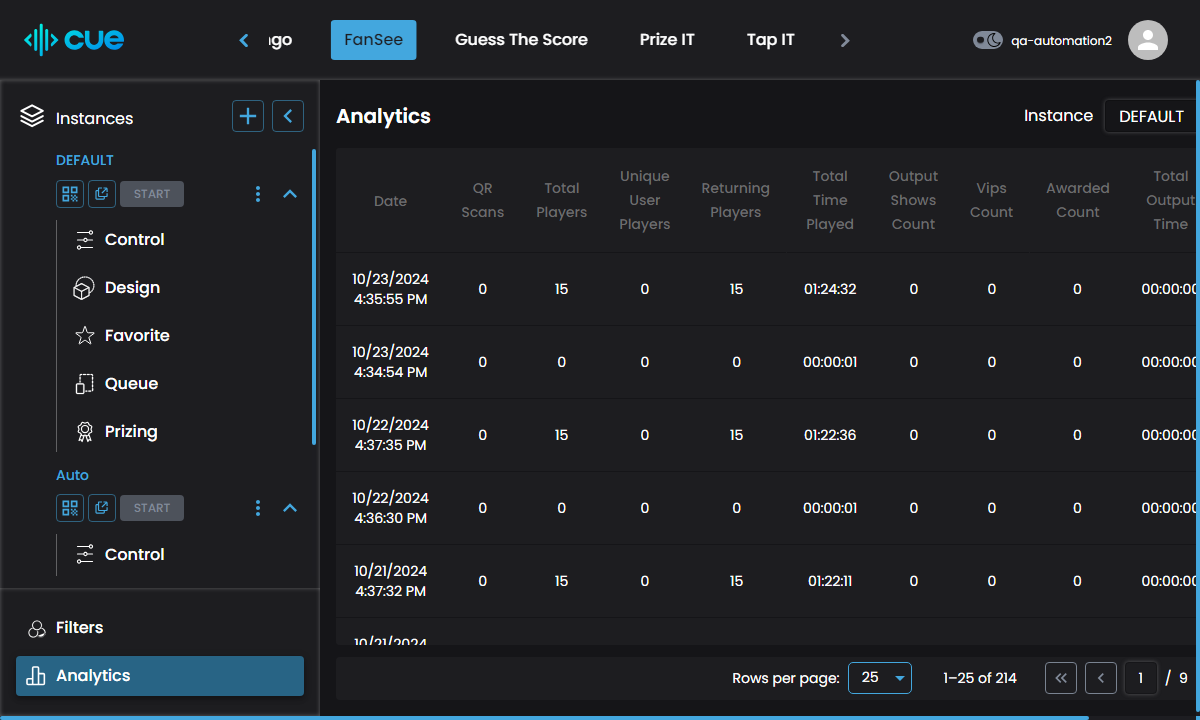 cue
FanSee
Guess The Score
Prize IT
Tap IT
qa-automation2
Instances
DEFAULT
START
Control
Design
Favorite
Queue
Prizing
Auto
START
Control
Filters
Analytics
Analytics
Instance
DEFAULT
Date QR Scans Total Players Unique User Players Returning Players Total Time Played Output Shows Count Vips Count Awarded Count Total Output Time
10/23/2024 4:35:55 PM 0 15 0 15 01:24:32 0 0 0 00:00:00
10/23/2024 4:34:54 PM 0 0 0 0 00:00:01 0 0 0 00:00:00
10/22/2024 4:37:35 PM 0 15 0 15 01:22:36 0 0 0 00:00:00
10/22/2024 4:36:30 PM 0 0 0 0 00:00:01 0 0 0 00:00:00
10/21/2024 4:37:32 PM 0 15 0 15 01:22:11 0 0 0 00:00:00
10/21/2024
Rows per page: 25 1–25 of 214 1 / 9